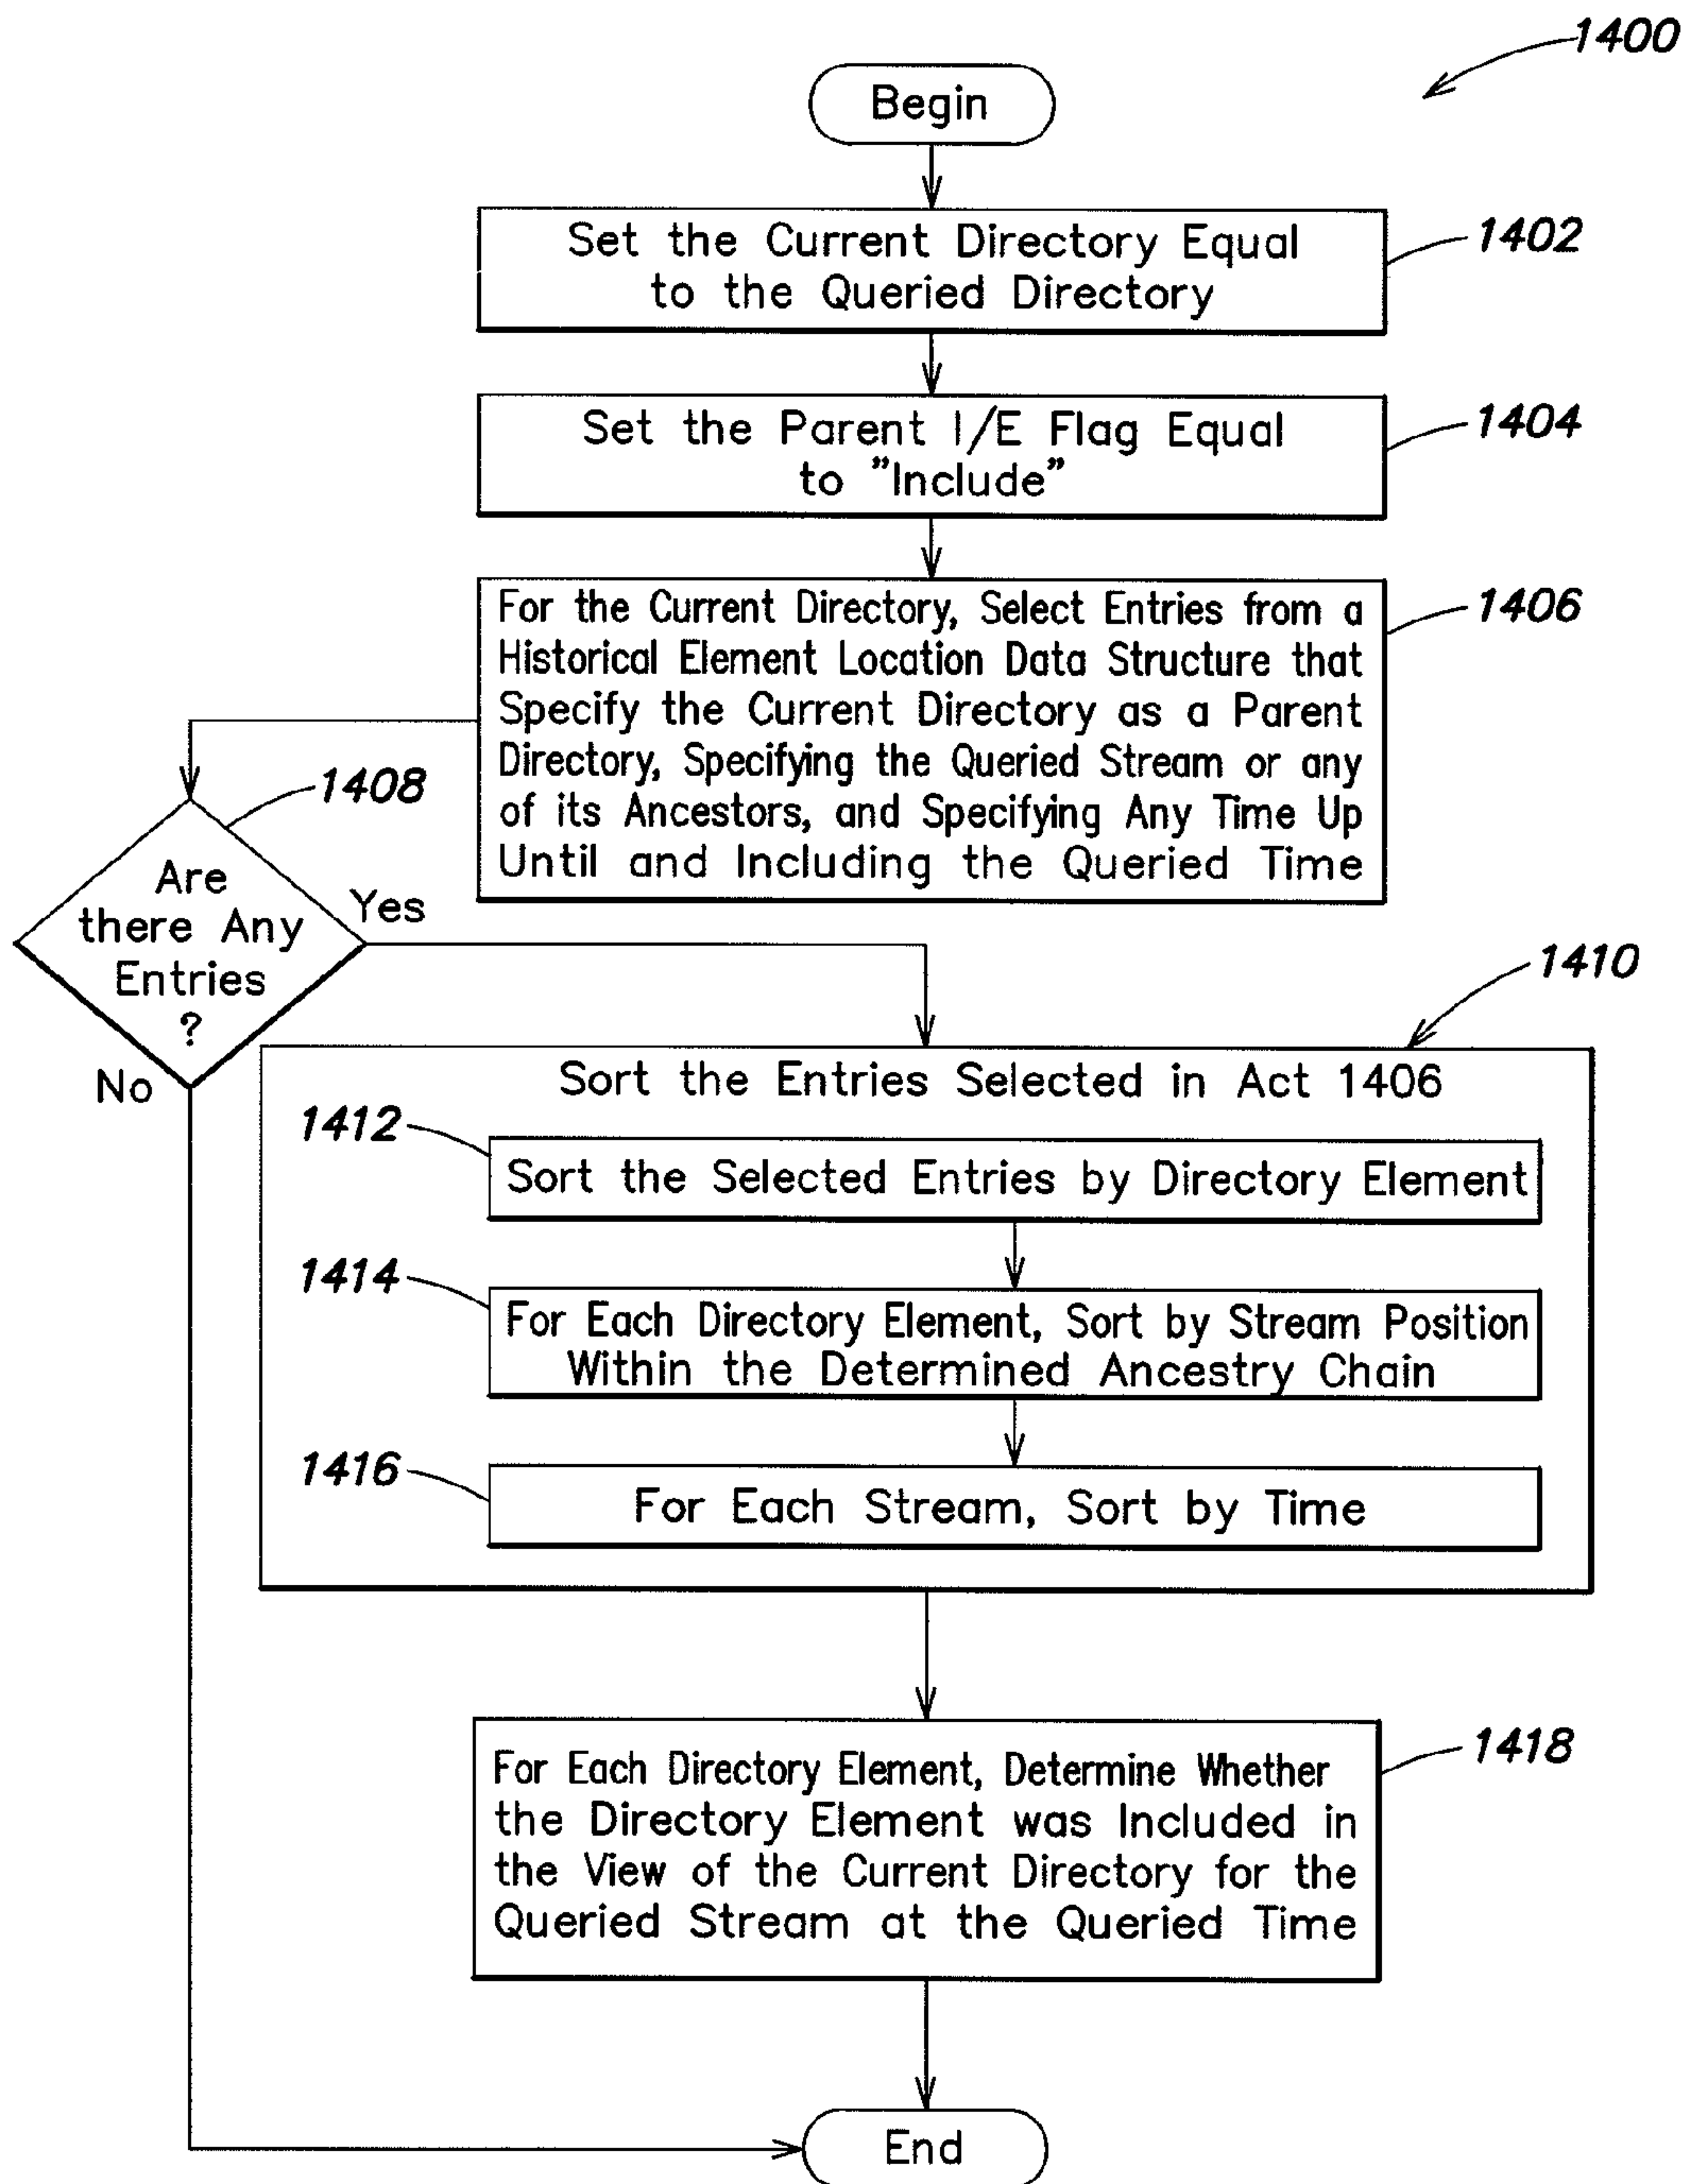 1400
Begin
Set the Current Directory Equal
to the Queried Directory
1402
Set the Parent I/E Flag Equal
to "Include"
1404
For the Current Directory, Select Entries from a
Historical Element Location Data Structure that
Specify the Current Directory as a Parent
Directory, Specifying the Queried Stream or any
of its Ancestors, and Specifying Any Time Up
Until and Including the Queried Time
1406
1408
Are
there Any
Entries
?
Yes
No
1410
Sort the Entries Selected in Act 1406
1412
Sort the Selected Entries by Directory Element
1414
For Each Directory Element, Sort by Stream Position
Within the Determined Ancestry Chain
1416
For Each Stream, Sort by Time
For Each Directory Element, Determine Whether
the Directory Element was Included in
the View of the Current Directory for the
Queried Stream at the Queried Time
1418
End